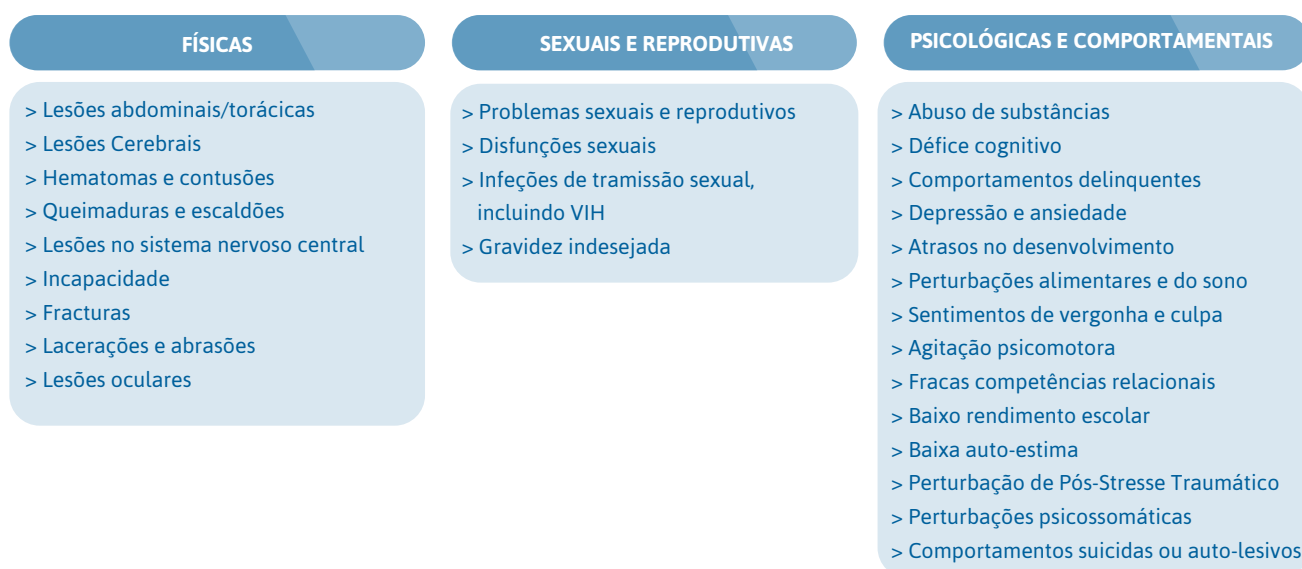 FÍSICAS
> Lesões abdominais/torácicas
> Lesões Cerebrais
> Hematomas e contusões
> Queimaduras e escaldões
> Lesões no sistema nervoso central
> Incapacidade
> Fracturas
> Lacerações e abrasões
> Lesões oculares
SEXUAIS E REPRODUTIVAS
> Problemas sexuais e reprodutivos
> Disfunções sexuais
> Infeções de tramissão sexual,
incluindo VIH
> Gravidez indesejada
PSICOLÓGICAS E COMPORTAMENTAIS
> Abuso de substâncias
> Défice cognitivo
> Comportamentos delinquentes
> Depressão e ansiedade
> Atrasos no desenvolvimento
> Perturbações alimentares e do sono
> Sentimentos de vergonha e culpa
> Agitação psicomotora
> Fracas competências relacionais
> Baixo rendimento escolar
> Baixa auto-estima
> Perturbação de Pós-Stresse Traumático
> Perturbações psicossomáticas
> Comportamentos suicidas ou auto-lesivos